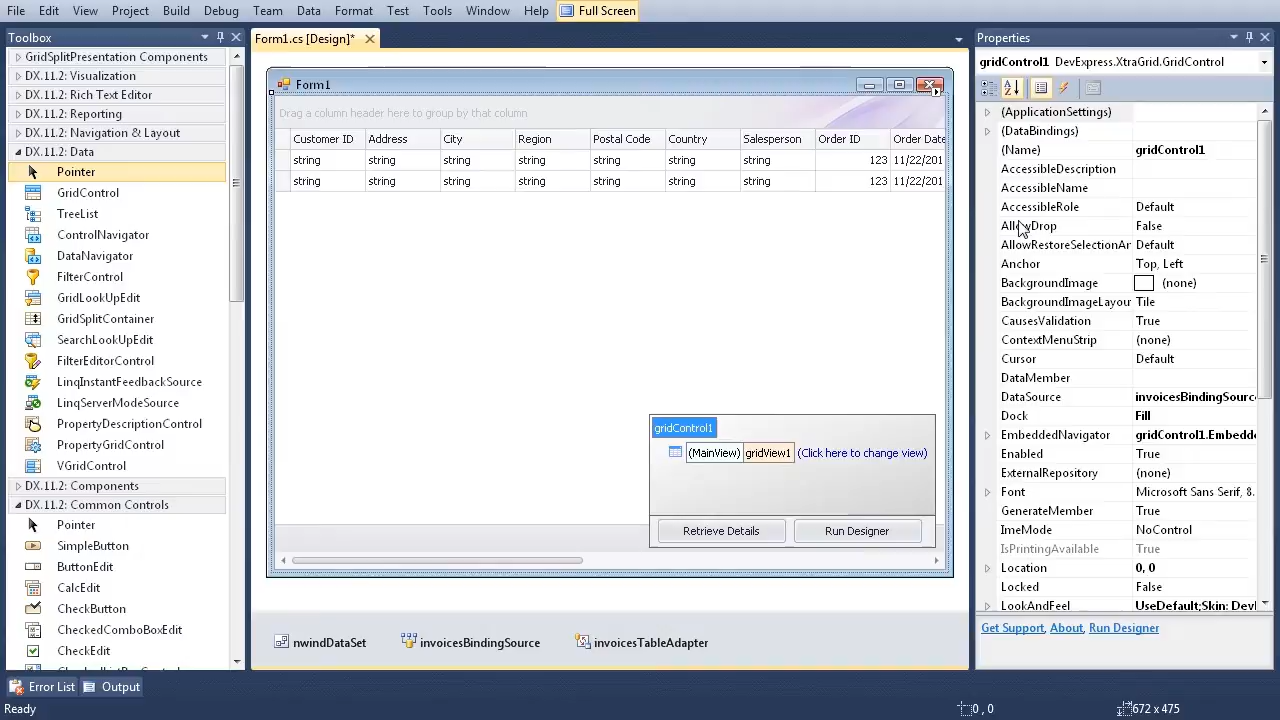 File Edit View Project Build Debug Team Data Format Test Tools Window Help Full Screen
Toolbox
GridSplitPresentation Components
DX.11.2: Visualization
DX.11.2: Rich Text Editor
DX.11.2: Reporting
DX.11.2: Navigation & Layout
DX.11.2: Data
Pointer
GridControl
TreeList
ControlNavigator
DataNavigator
FilterControl
GridLookUpEdit
GridSplitContainer
SearchLookUpEdit
FilterEditorControl
LinqInstantFeedbackSource
LinqServerModeSource
PropertyDescriptionControl
PropertyGridControl
VGridControl
DX.11.2: Components
DX.11.2: Common Controls
Pointer
SimpleButton
ButtonEdit
CalcEdit
CheckButton
CheckedComboBoxEdit
CheckEdit
Form1.cs [Design]*
Form1
Drag a column header here to group by that column
Customer ID Address City Region Postal Code Country Salesperson Order ID Order Date
string string string string string string string 123 11/22/201
string string string string string string string 123 11/22/201
gridControl1
(MainView) gridView1 (Click here to change view)
Retrieve Details Run Designer
nwindDataSet invoicesBindingSource invoicesTableAdapter
Properties
gridControl1 DevExpress.XtraGrid.GridControl
(ApplicationSettings)
(DataBindings)
(Name) gridControl1
AccessibleDescription
AccessibleName
AccessibleRole Default
AllowDrop False
AllowRestoreSelectionAr Default
Anchor Top, Left
BackgroundImage (none)
BackgroundImageLayou Tile
CausesValidation True
ContextMenuStrip (none)
Cursor Default
DataMember
DataSource invoicesBindingSourc
Dock Fill
EmbeddedNavigator gridControl1.Embedde
Enabled True
ExternalRepository (none)
Font Microsoft Sans Serif, 8.
GenerateMember True
ImeMode NoControl
IsPrintingAvailable True
Location 0, 0
Locked False
LookAndFeel UseDefault;Skin: Dev
Get Support, About, Run Designer
Error List Output
Ready 0 , 0 672 x 475